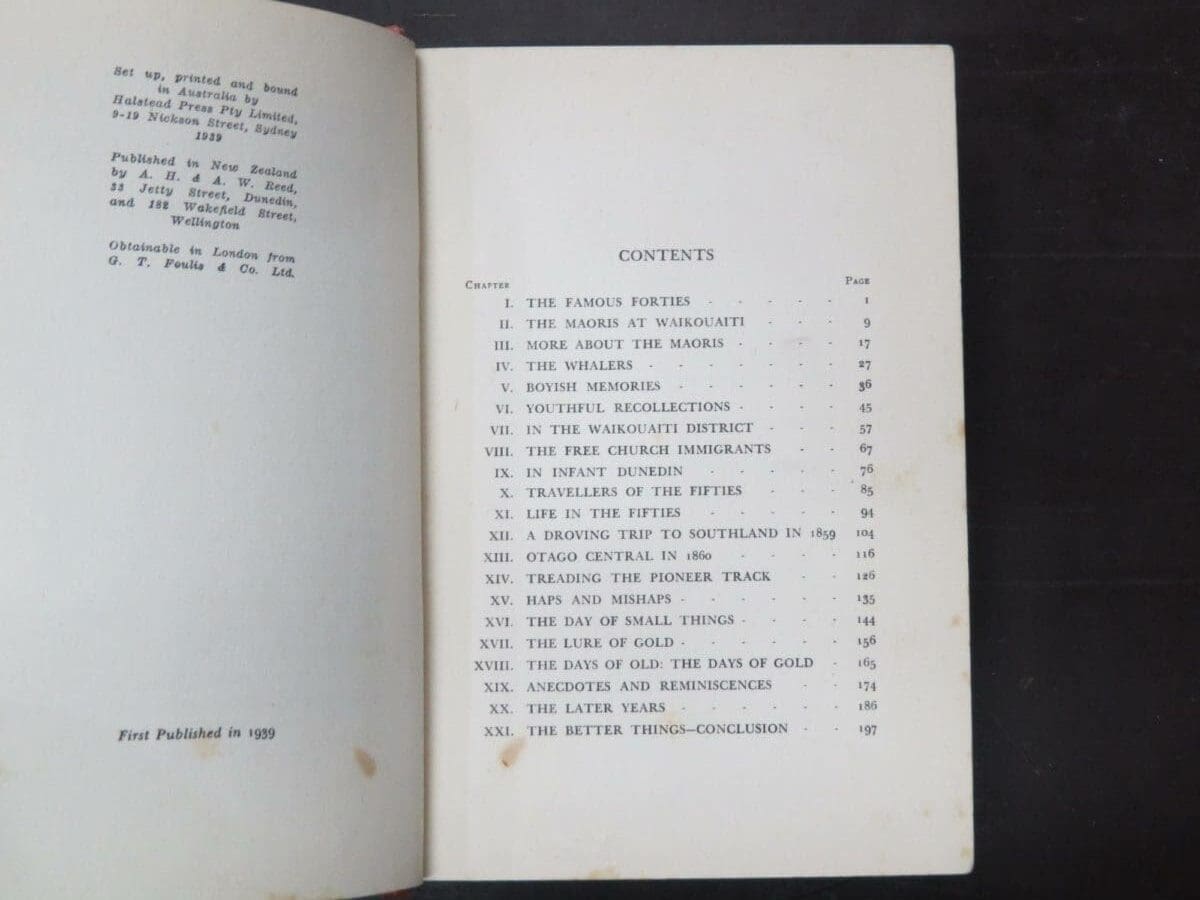 Set up, printed and bound
in Australia by
Halstead Press Pty Limited,
9-19 Nickson Street, Sydney
1939
Published in New Zealand
by A. H. & A. W. Reed,
33 Jetty Street, Dunedin,
and 182 Wakefield Street,
Wellington
Obtainable in London from
G. T. Foulis & Co. Ltd.
First Published in 1939
CONTENTS
CHAPTER PAGE
I. THE FAMOUS FORTIES - - - - - 1
II. THE MAORIS AT WAIKOUAITI - - - 9
III. MORE ABOUT THE MAORIS - - - - 17
IV. THE WHALERS - - - - - - - 27
V. BOYISH MEMORIES - - - - - - 36
VI. YOUTHFUL RECOLLECTIONS - - - - 45
VII. IN THE WAIKOUAITI DISTRICT - - - 57
VIII. THE FREE CHURCH IMMIGRANTS - - 67
IX. IN INFANT DUNEDIN - - - - - 76
X. TRAVELLERS OF THE FIFTIES - - - 85
XI. LIFE IN THE FIFTIES - - - - - 94
XII. A DROVING TRIP TO SOUTHLAND IN 1859 104
XIII. OTAGO CENTRAL IN 1860 - - - - 116
XIV. TREADING THE PIONEER TRACK - - 126
XV. HAPS AND MISHAPS - - - - - - 135
XVI. THE DAY OF SMALL THINGS - - - - 144
XVII. THE LURE OF GOLD - - - - - - 156
XVIII. THE DAYS OF OLD: THE DAYS OF GOLD - 165
XIX. ANECDOTES AND REMINISCENCES - - 174
XX. THE LATER YEARS - - - - - - 186
XXI. THE BETTER THINGS—CONCLUSION - - 197